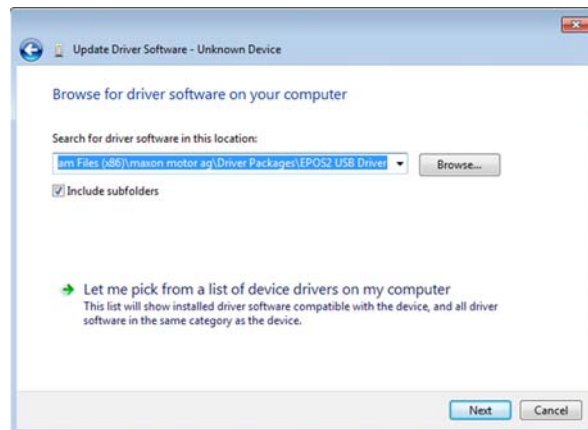 Update Driver Software - Unknown Device
Browse for driver software on your computer
Search for driver software in this location:
am Files (x86)\maxon motor ag\Driver Packages\EPOS2 USB Driver
Browse...
Include subfolders
Let me pick from a list of device drivers on my computer
This list will show installed driver software compatible with the device, and all driver
software in the same category as the device.
Next Cancel